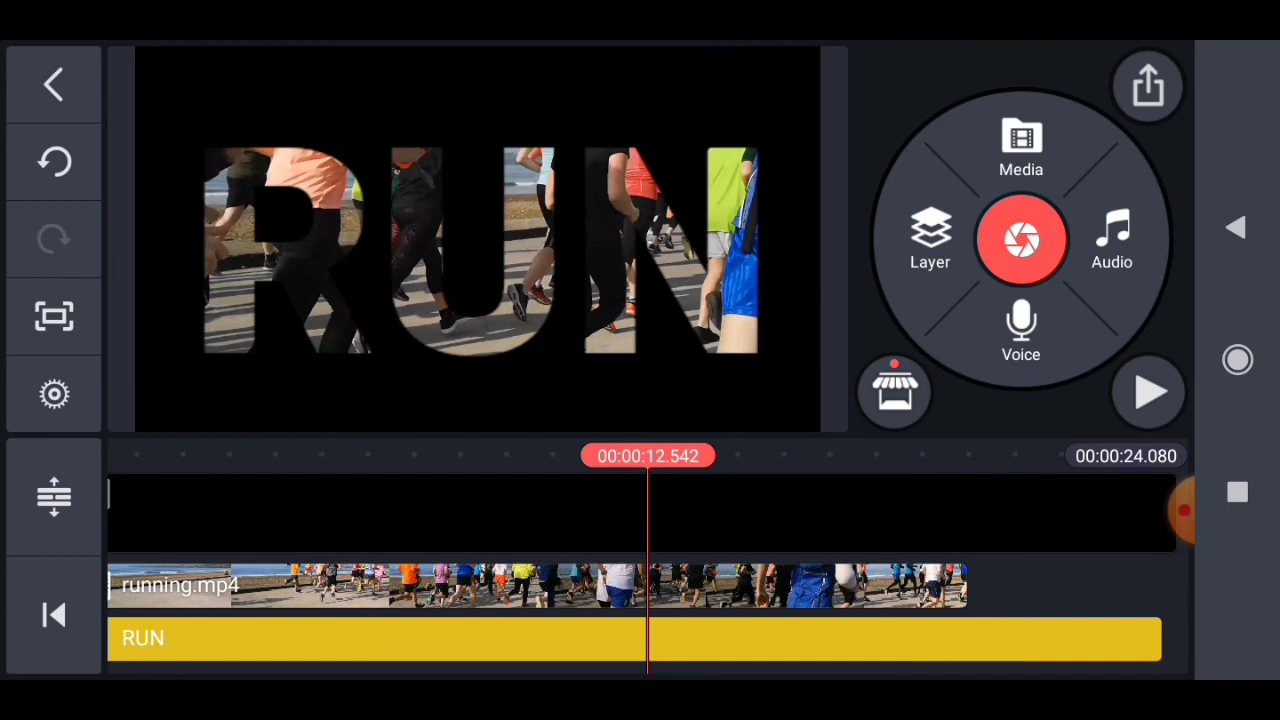 RUN
Media
Layer
Audio
Voice
00:00:12.542
00:00:24.080
running.mp4
RUN